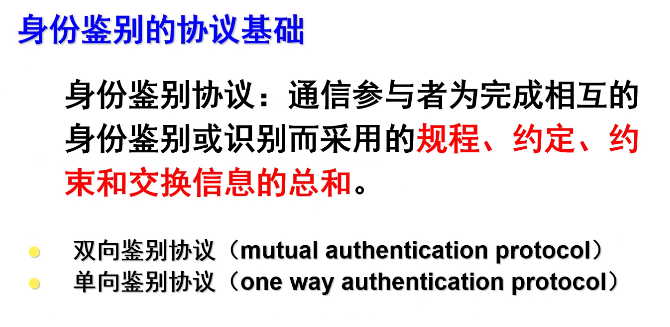 身份鉴别的协议基础
身份鉴别协议：通信参与者为完成相互的
身份鉴别或识别而采用的规程、约定、约
束和交换信息的总和。
双向鉴别协议（mutual authentication protocol）
单向鉴别协议（one way authentication protocol）